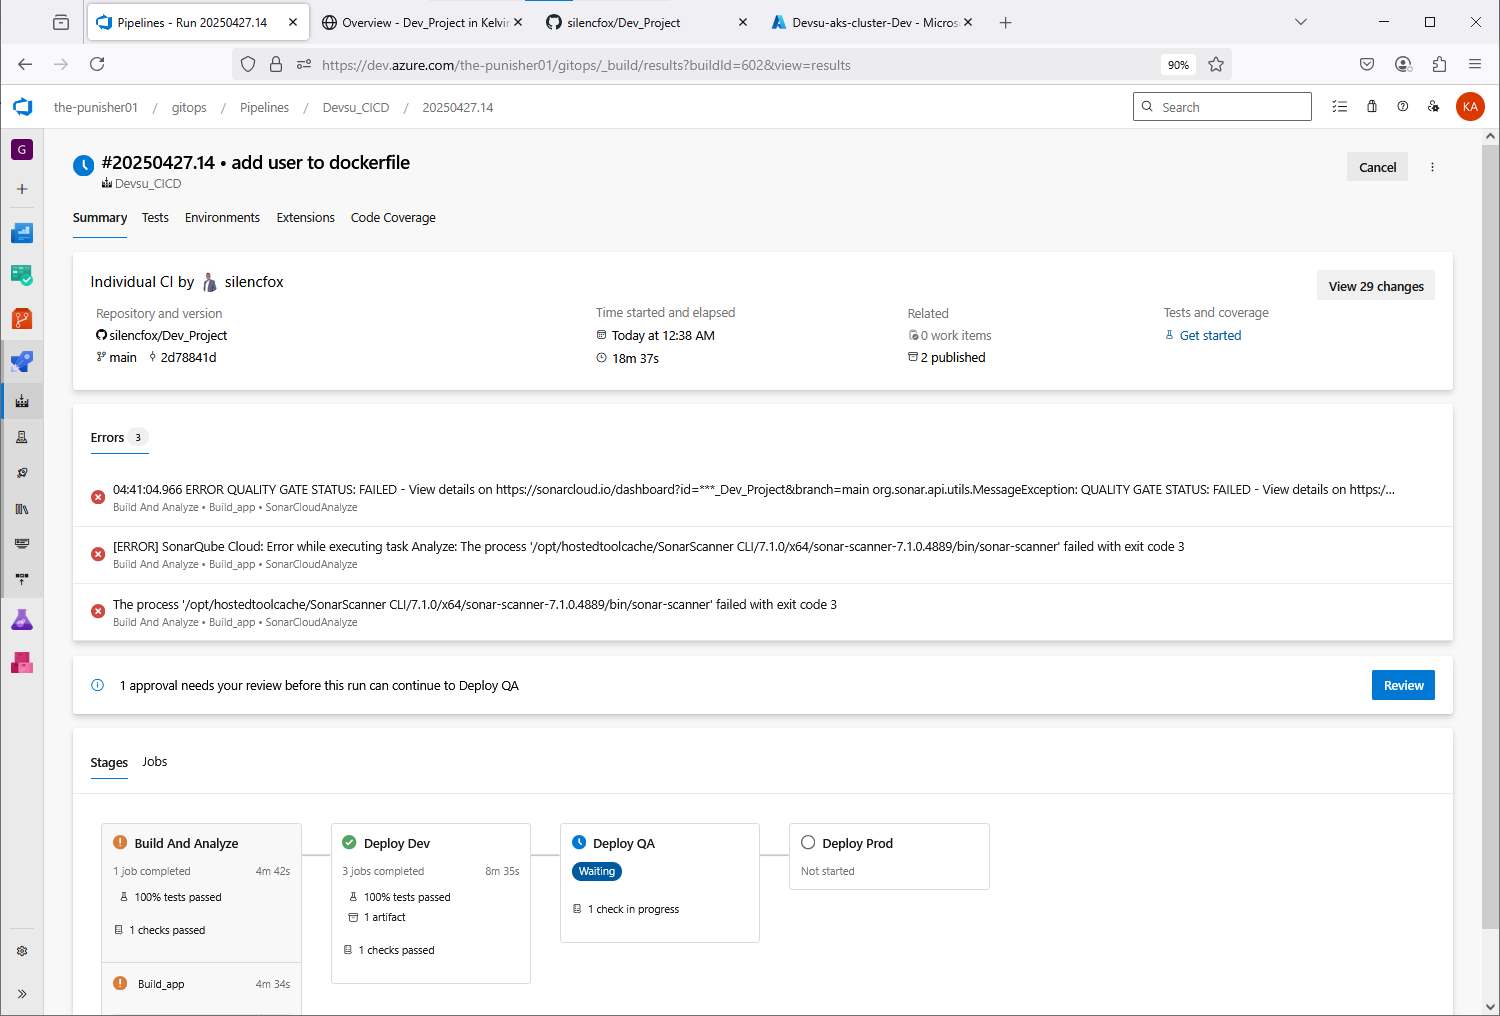 Pipelines - Run 20250427.14
Overview - Dev_Project in Kelvin
silencfox/Dev_Project
Devsu-aks-cluster-Dev - Micros
https://dev.azure.com/the-punisher01/gitops/_build/results?buildId=602&view=results
90%
the-punisher01 / gitops / Pipelines / Devsu_CICD / 20250427.14
Search
KA
G
#20250427.14 • add user to dockerfile
Devsu_CICD
Cancel
Summary Tests Environments Extensions Code Coverage
Individual CI by silencfox
View 29 changes
Repository and version
silencfox/Dev_Project
main 2d78841d
Time started and elapsed
Today at 12:38 AM
18m 37s
Related
0 work items
2 published
Tests and coverage
Get started
Errors 3
04:41:04.966 ERROR QUALITY GATE STATUS: FAILED - View details on https://sonarcloud.io/dashboard?id=***_Dev_Project&branch=main org.sonar.api.utils.MessageException: QUALITY GATE STATUS: FAILED - View details on https:/...
Build And Analyze • Build_app • SonarCloudAnalyze
[ERROR] SonarQube Cloud: Error while executing task Analyze: The process '/opt/hostedtoolcache/SonarScanner CLI/7.1.0/x64/sonar-scanner-7.1.0.4889/bin/sonar-scanner' failed with exit code 3
Build And Analyze • Build_app • SonarCloudAnalyze
The process '/opt/hostedtoolcache/SonarScanner CLI/7.1.0/x64/sonar-scanner-7.1.0.4889/bin/sonar-scanner' failed with exit code 3
Build And Analyze • Build_app • SonarCloudAnalyze
1 approval needs your review before this run can continue to Deploy QA
Review
Stages Jobs
Build And Analyze
1 job completed 4m 42s
100% tests passed
1 checks passed
Build_app 4m 34s
Deploy Dev
3 jobs completed 8m 35s
100% tests passed
1 artifact
1 checks passed
Deploy QA
Waiting
1 check in progress
Deploy Prod
Not started